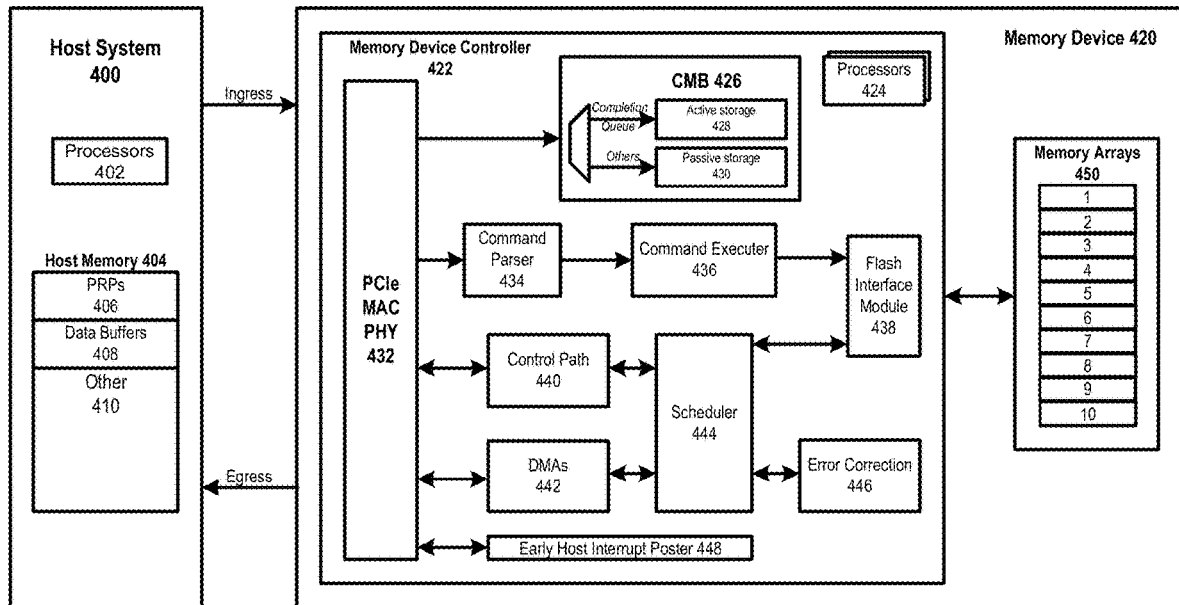 Host System
400
Processors
402
Host Memory 404
PRPs
406
Data Buffers
408
Other
410
Ingress
Egress
Memory Device 420
Memory Device Controller
422
PCIe
MAC
PHY
432
CMB 426
Completion
Queue
Others
Active storage
428
Passive storage
430
Processors
424
Command
Parser
434
Command Executer
436
Flash
Interface
Module
438
Control Path
440
Scheduler
444
DMAs
442
Error Correction
446
Early Host Interrupt Poster 448
Memory Arrays
450
1
2
3
4
5
6
7
8
9
10